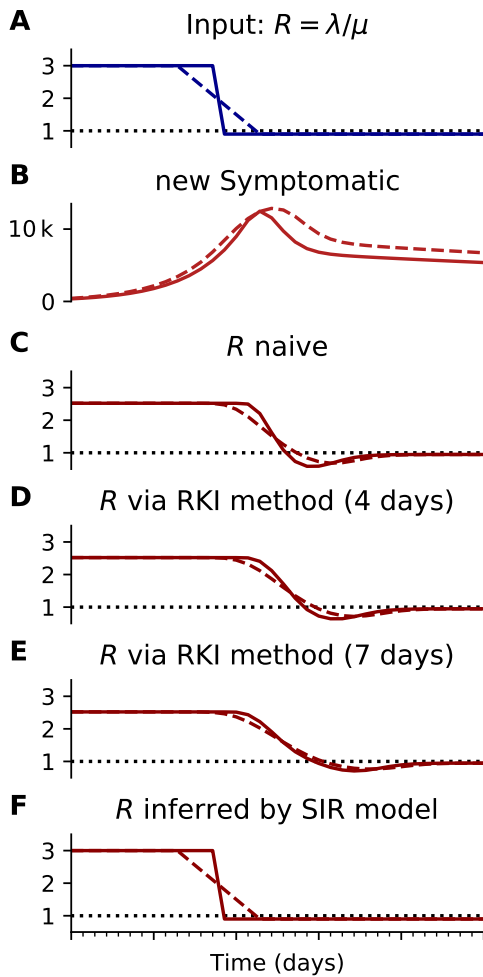 A
Input: R = λ/μ
3
2
1
B
new Symptomatic
10 k
0
C
R naive
3
2
1
D
R via RKI method (4 days)
3
2
1
E
R via RKI method (7 days)
3
2
1
F
R inferred by SIR model
3
2
1
Time (days)